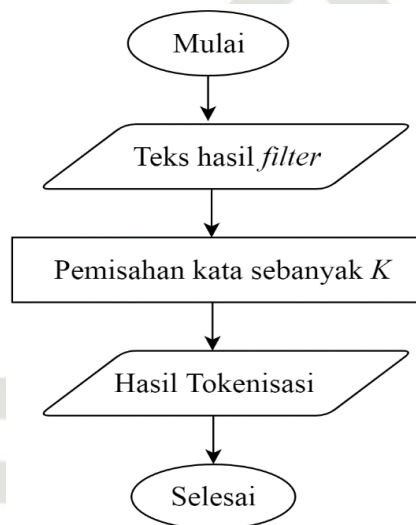 Mulai
Teks hasil filter
Pemisahan kata sebanyak K
Hasil Tokenisasi
Selesai